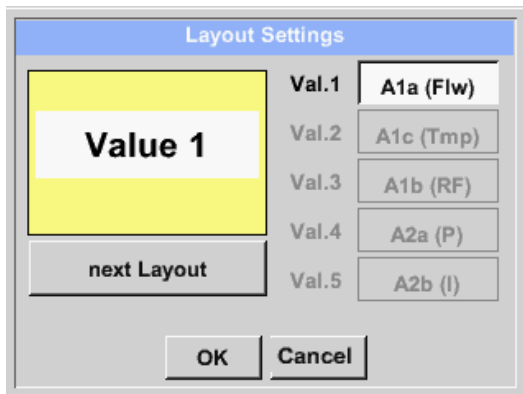 Layout Settings
Value 1
next Layout
Val.1 A1a (Flw)
Val.2 A1c (Tmp)
Val.3 A1b (RF)
Val.4 A2a (P)
Val.5 A2b (I)
OK Cancel